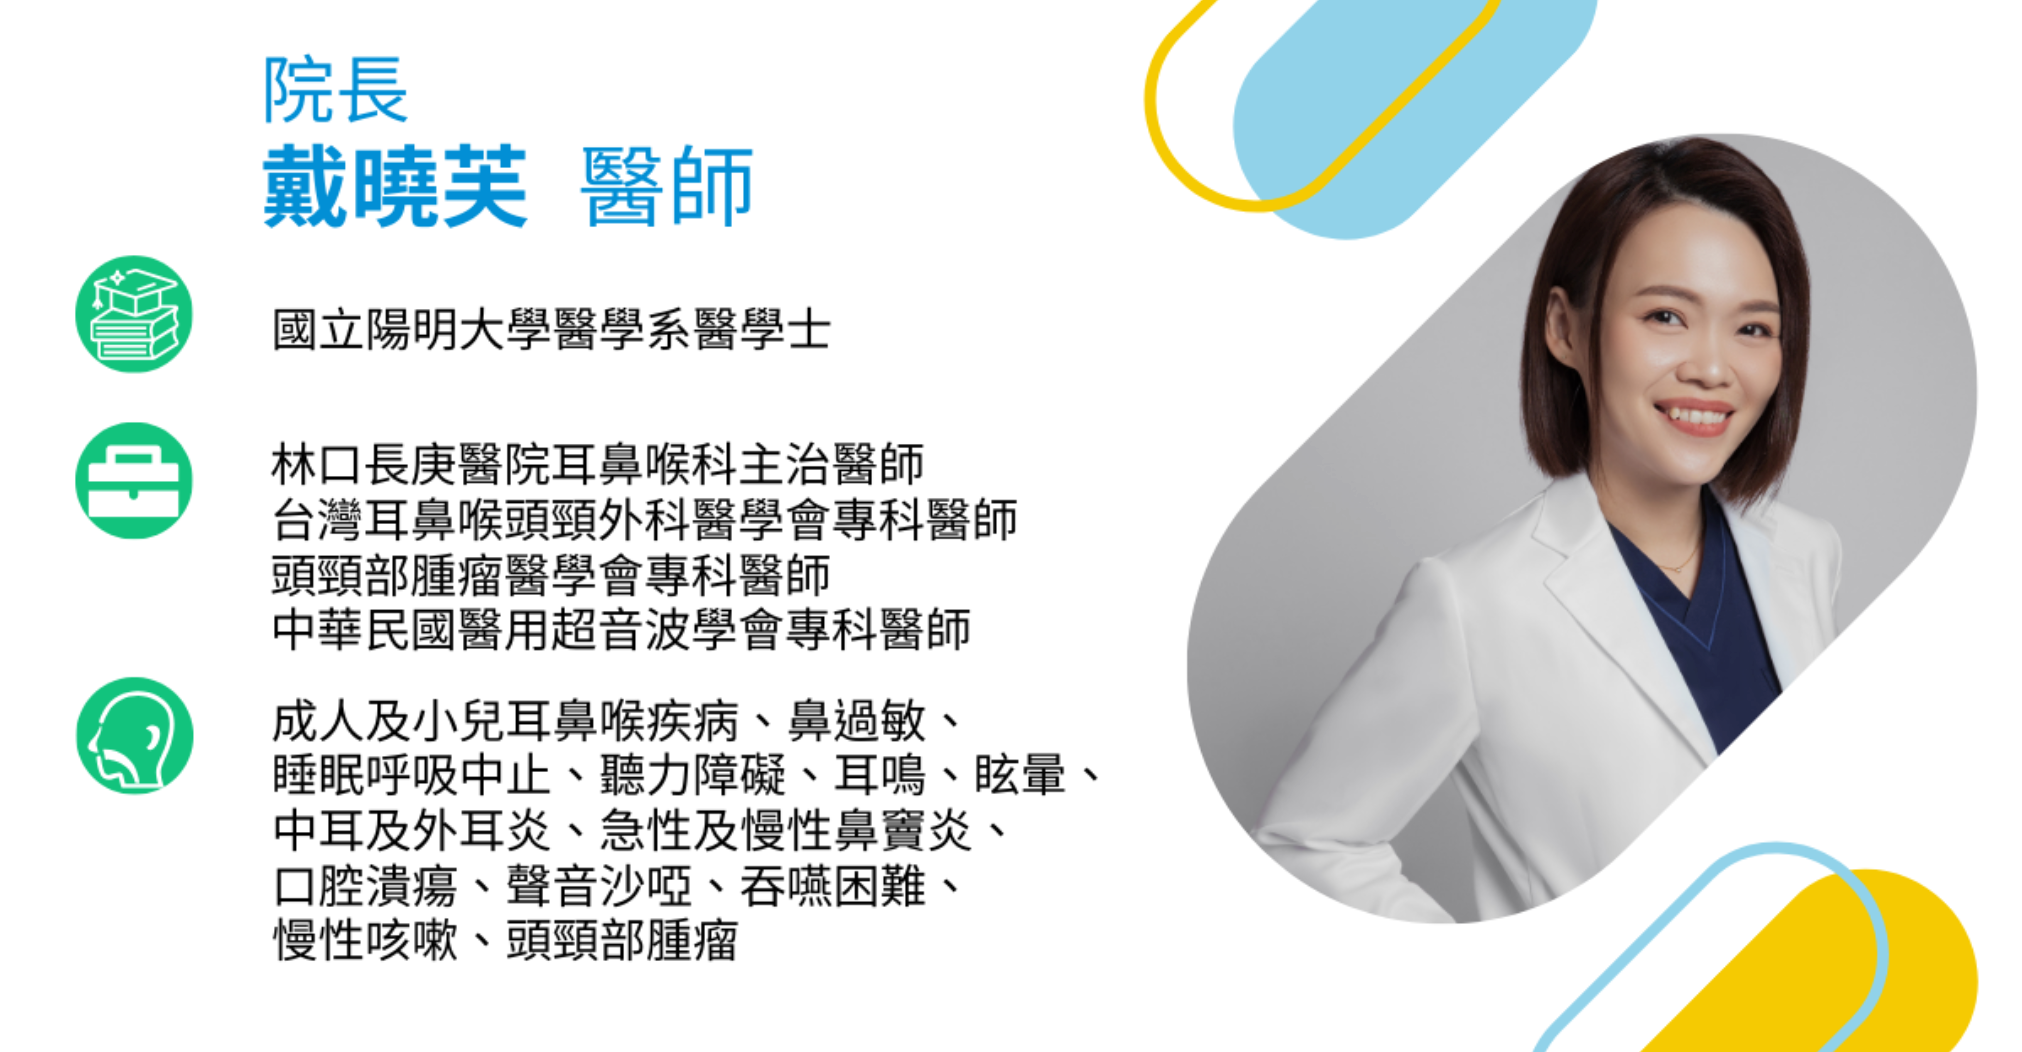 院長
戴曉芙 醫師
國立陽明大學醫學系醫學士
林口長庚醫院耳鼻喉科主治醫師
台灣耳鼻喉頭頸外科醫學會專科醫師
頭頸部腫瘤醫學會專科醫師
中華民國醫用超音波學會專科醫師
成人及小兒耳鼻喉疾病、鼻過敏、
睡眠呼吸中止、聽力障礙、耳鳴、眩暈、
中耳及外耳炎、急性及慢性鼻竇炎、
口腔潰瘍、聲音沙啞、吞嚥困難、
慢性咳嗽、頭頸部腫瘤